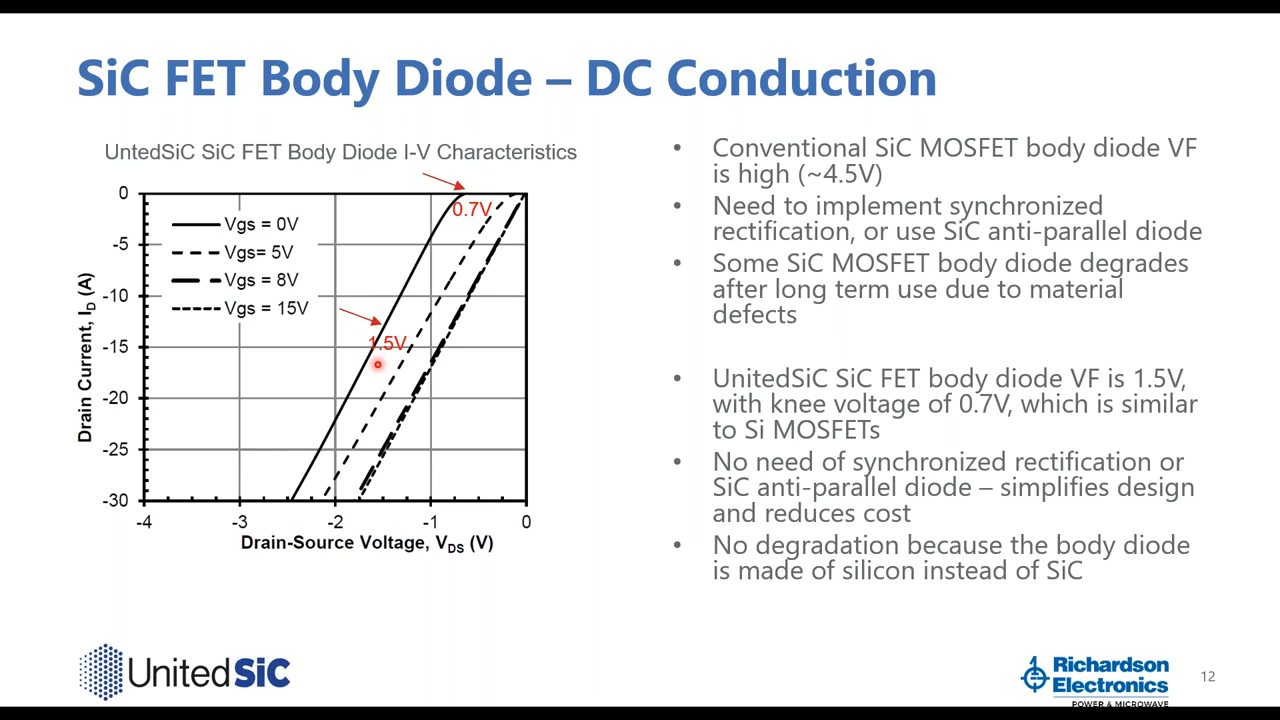 SiC FET Body Diode – DC Conduction
UntedSiC SiC FET Body Diode I-V Characteristics
0.7V
1.5V
Vgs = 0V
Vgs= 5V
Vgs = 8V
Vgs = 15V
0
-5
-10
-15
-20
-25
-30
Drain Current, ID (A)
-4
-3
-2
-1
0
Drain-Source Voltage, VDS (V)
• Conventional SiC MOSFET body diode VF
is high (~4.5V)
• Need to implement synchronized
rectification, or use SiC anti-parallel diode
• Some SiC MOSFET body diode degrades
after long term use due to material
defects
• UnitedSiC SiC FET body diode VF is 1.5V,
with knee voltage of 0.7V, which is similar
to Si MOSFETs
• No need of synchronized rectification or
SiC anti-parallel diode – simplifies design
and reduces cost
• No degradation because the body diode
is made of silicon instead of SiC
UnitedSiC
Richardson
Electronics
POWER & MICROWAVE
12